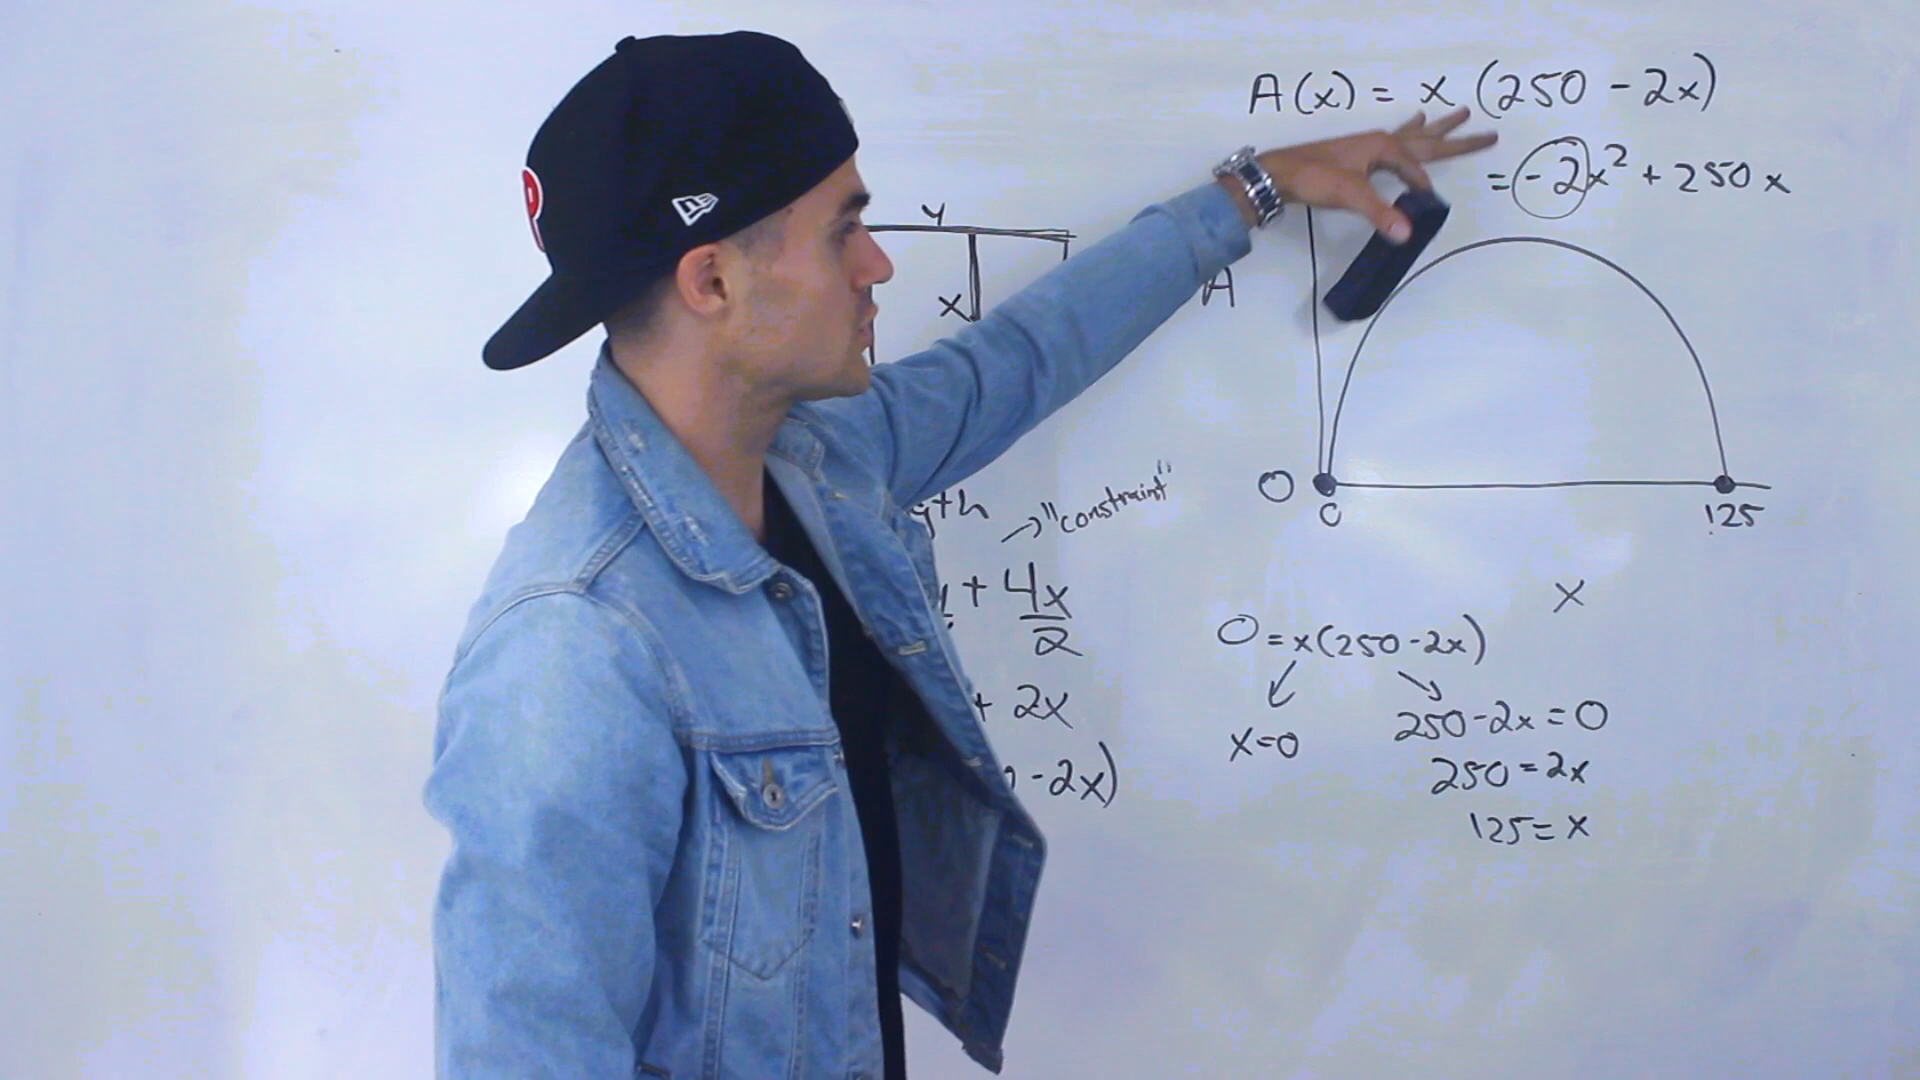 A(x) = x (250 - 2x)
= -2x² + 250x
y
x
A
0
0
125
x
→ "constraint"
+ 4x
2
+ 2x
- 2x)
0 = x(250 - 2x)
x=0
250 - 2x = 0
250 = 2x
125 = x
P